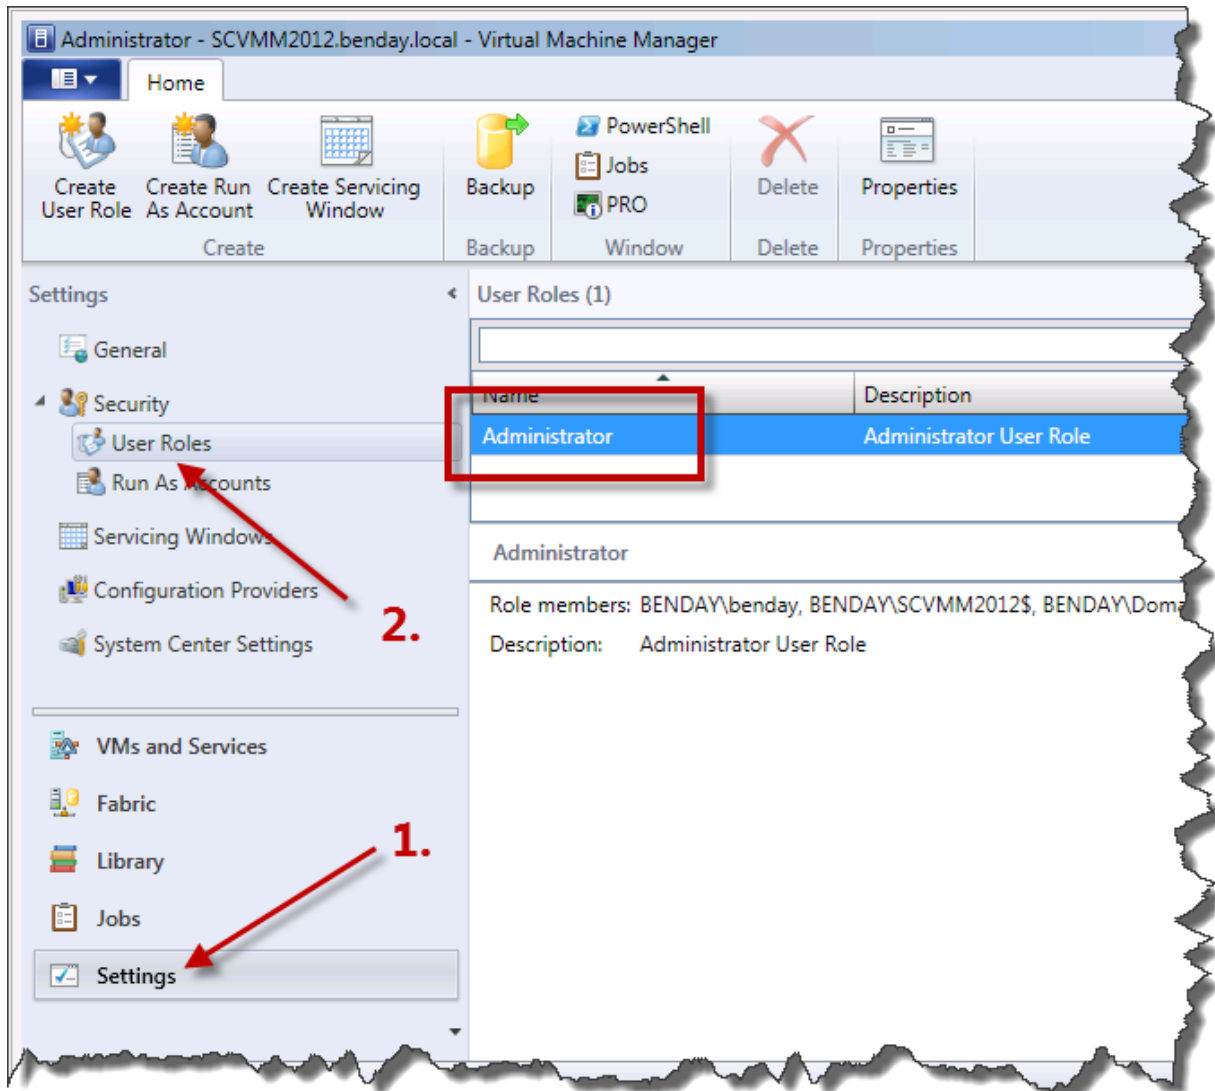 Administrator - SCVMM2012.benday.local - Virtual Machine Manager
Home
Create User Role
Create Run As Account
Create Servicing Window
Create
Backup
Backup
PowerShell
Jobs
PRO
Window
Delete
Delete
Properties
Properties
Settings
General
Security
User Roles
Run As Accounts
Servicing Windows
Configuration Providers
System Center Settings
2.
VMs and Services
Fabric
Library
1.
Jobs
Settings
User Roles (1)
Name Description
Administrator Administrator User Role
Administrator
Role members: BENDAY\benday, BENDAY\SCVMM2012$, BENDAY\Doma
Description: Administrator User Role